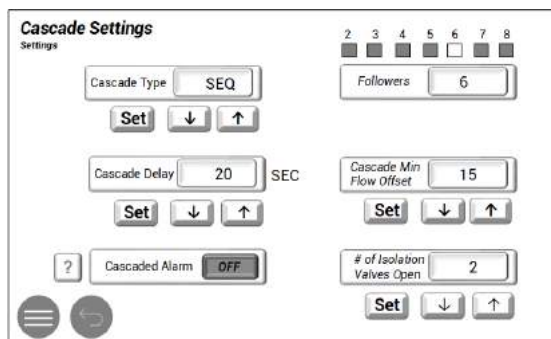 Cascade Settings
Settings
2 3 4 5 6 7 8
Cascade Type SEQ
Followers 6
Set ↓ ↑
Cascade Delay 20 SEC
Cascade Min
Flow Offset 15
Set ↓ ↑
Set ↓ ↑
? Cascaded Alarm OFF
# of Isolation
Valves Open 2
Set ↓ ↑